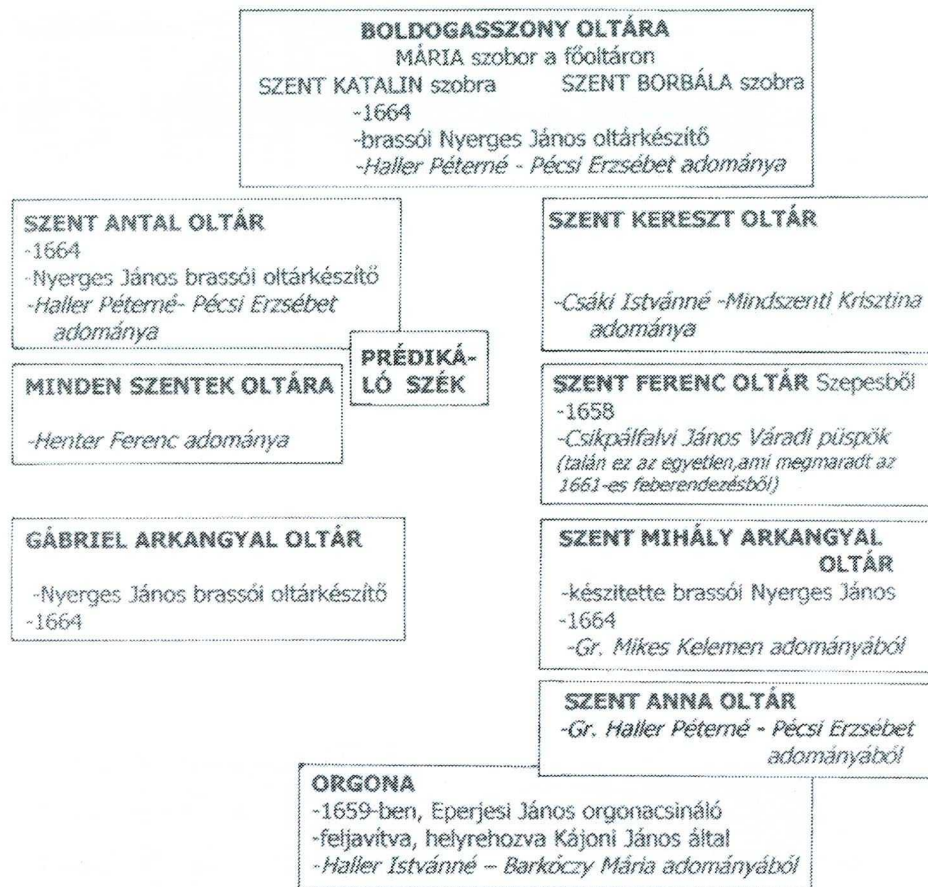 BOLDOGASSZONY OLTÁRA
MÁRIA szobor a főoltáron
SZENT KATALIN szobra SZENT BORBÁLA szobra
-1664
-brassói Nyerges János oltárkészítő
-Haller Péterné - Pécsi Erzsébet adománya
SZENT ANTAL OLTÁR
-1664
-Nyerges János brassói oltárkészítő
-Haller Péterné- Pécsi Erzsébet
adománya
SZENT KERESZT OLTÁR
-Csáki Istvánné -Mindszenti Krisztina
adománya
PRÉDIKÁ-
LÓ SZÉK
MINDEN SZENTEK OLTÁRA
-Henter Ferenc adománya
SZENT FERENC OLTÁR Szepesből
-1658
-Csikpálfalvi János Váradi püspök
(talán ez az egyetlen,ami megmaradt az
1661-es feberendezésből)
GÁBRIEL ARKANGYAL OLTÁR
-Nyerges János brassói oltárkészítő
-1664
SZENT MIHÁLY ARKANGYAL
OLTÁR
-készitette brassói Nyerges János
-1664
-Gr. Mikes Kelemen adományából
SZENT ANNA OLTÁR
-Gr. Haller Péterné - Pécsi Erzsébet
adományából
ORGONA
-1659-ben, Eperjesi János orgonacsináló
-feljavítva, helyrehozva Kájoni János által
-Haller Istvánné – Barkóczy Mária adományából